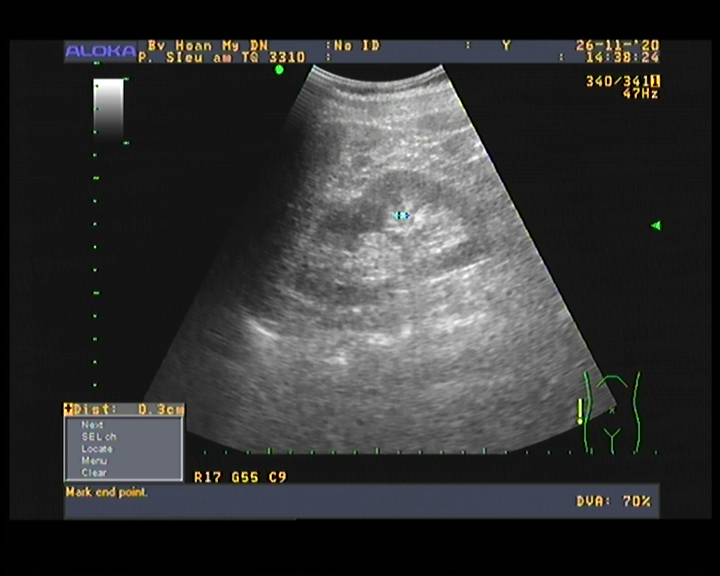 ALOKA Bv Hoan My DN :No ID : Y 26-11-'20
P. Sieu am TQ 3310 : : 14:38:24
340/341
47Hz
+Dist: 0.3cm
Next
SEL ch
Locate
Menu
Clear
R17 G55 C9
Mark end point.
DVA: 70%